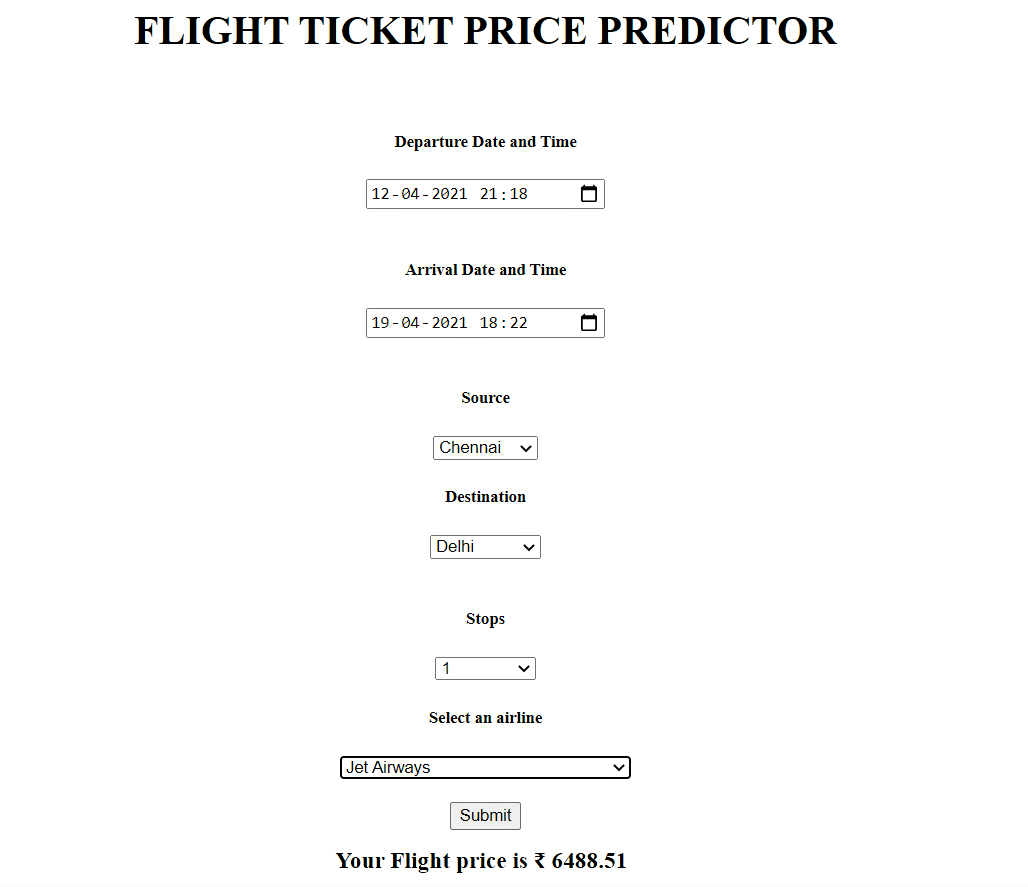 FLIGHT TICKET PRICE PREDICTOR
Departure Date and Time
12-04-2021 21:18
Arrival Date and Time
19-04-2021 18:22
Source
Chennai
Destination
Delhi
Stops
1
Select an airline
Jet Airways
Submit
Your Flight price is ₹ 6488.51